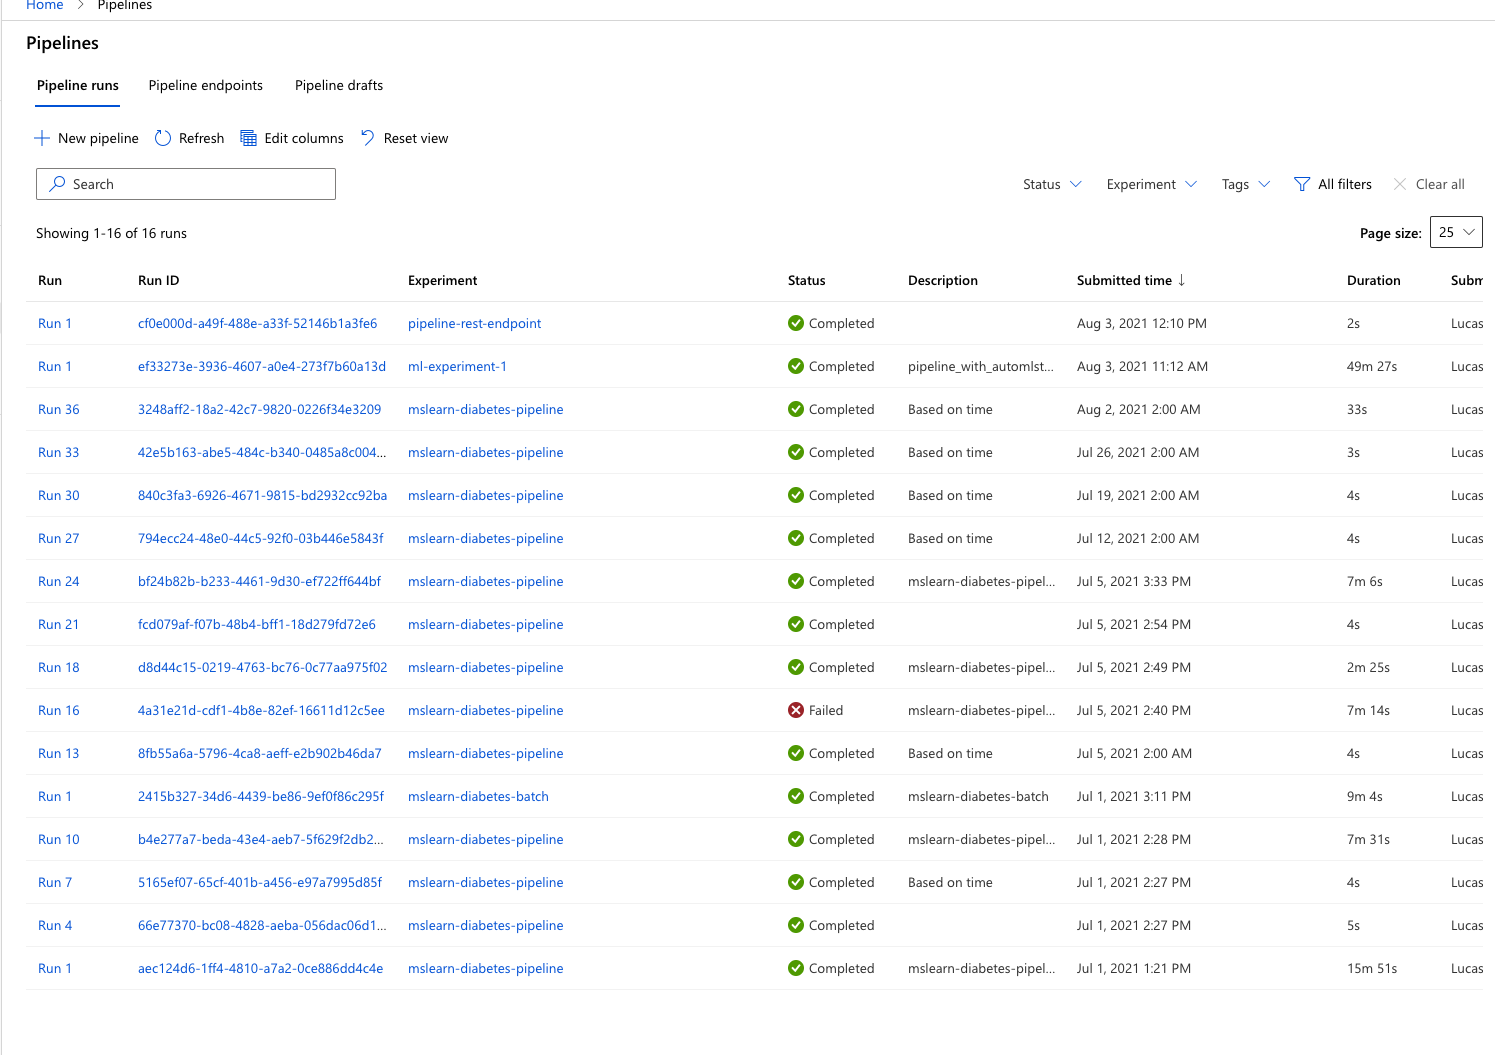 Home > Pipelines
Pipelines
Pipeline runs Pipeline endpoints Pipeline drafts
New pipeline Refresh Edit columns Reset view
Search Status Experiment Tags All filters Clear all
Showing 1-16 of 16 runs Page size: 25
Run Run ID Experiment Status Description Submitted time ↓ Duration Subm
Run 1 cf0e000d-a49f-488e-a33f-52146b1a3fe6 pipeline-rest-endpoint Completed Aug 3, 2021 12:10 PM 2s Lucas
Run 1 ef33273e-3936-4607-a0e4-273f7b60a13d ml-experiment-1 Completed pipeline_with_automlst... Aug 3, 2021 11:12 AM 49m 27s Lucas
Run 36 3248aff2-18a2-42c7-9820-0226f34e3209 mslearn-diabetes-pipeline Completed Based on time Aug 2, 2021 2:00 AM 33s Lucas
Run 33 42e5b163-abe5-484c-b340-0485a8c004... mslearn-diabetes-pipeline Completed Based on time Jul 26, 2021 2:00 AM 3s Lucas
Run 30 840c3fa3-6926-4671-9815-bd2932cc92ba mslearn-diabetes-pipeline Completed Based on time Jul 19, 2021 2:00 AM 4s Lucas
Run 27 794ecc24-48e0-44c5-92f0-03b446e5843f mslearn-diabetes-pipeline Completed Based on time Jul 12, 2021 2:00 AM 4s Lucas
Run 24 bf24b82b-b233-4461-9d30-ef722ff644bf mslearn-diabetes-pipeline Completed mslearn-diabetes-pipel... Jul 5, 2021 3:33 PM 7m 6s Lucas
Run 21 fcd079af-f07b-48b4-bff1-18d279fd72e6 mslearn-diabetes-pipeline Completed Jul 5, 2021 2:54 PM 4s Lucas
Run 18 d8d44c15-0219-4763-bc76-0c77aa975f02 mslearn-diabetes-pipeline Completed mslearn-diabetes-pipel... Jul 5, 2021 2:49 PM 2m 25s Lucas
Run 16 4a31e21d-cdf1-4b8e-82ef-16611d12c5ee mslearn-diabetes-pipeline Failed mslearn-diabetes-pipel... Jul 5, 2021 2:40 PM 7m 14s Lucas
Run 13 8fb55a6a-5796-4ca8-aeff-e2b902b46da7 mslearn-diabetes-pipeline Completed Based on time Jul 5, 2021 2:00 AM 4s Lucas
Run 1 2415b327-34d6-4439-be86-9ef0f86c295f mslearn-diabetes-batch Completed mslearn-diabetes-batch Jul 1, 2021 3:11 PM 9m 4s Lucas
Run 10 b4e277a7-beda-43e4-aeb7-5f629f2db2... mslearn-diabetes-pipeline Completed mslearn-diabetes-pipel... Jul 1, 2021 2:28 PM 7m 31s Lucas
Run 7 5165ef07-65cf-401b-a456-e97a7995d85f mslearn-diabetes-pipeline Completed Based on time Jul 1, 2021 2:27 PM 4s Lucas
Run 4 66e77370-bc08-4828-aeba-056dac06d1... mslearn-diabetes-pipeline Completed Jul 1, 2021 2:27 PM 5s Lucas
Run 1 aec124d6-1ff4-4810-a7a2-0ce886dd4c4e mslearn-diabetes-pipeline Completed mslearn-diabetes-pipel... Jul 1, 2021 1:21 PM 15m 51s Lucas